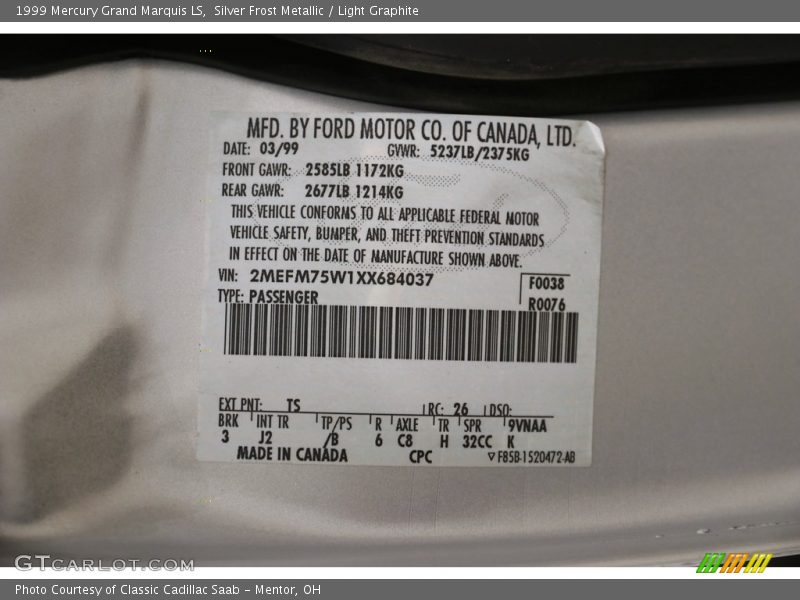 1999 Mercury Grand Marquis LS, Silver Frost Metallic / Light Graphite
MFD. BY FORD MOTOR CO. OF CANADA, LTD.
DATE: 03/99 GVWR: 5237LB/2375KG
FRONT GAWR: 2585LB 1172KG
REAR GAWR: 2677LB 1214KG
THIS VEHICLE CONFORMS TO ALL APPLICABLE FEDERAL MOTOR
VEHICLE SAFETY, BUMPER, AND THEFT PREVENTION STANDARDS
IN EFFECT ON THE DATE OF MANUFACTURE SHOWN ABOVE.
VIN: 2MEFM75W1XX684037 F0038
TYPE: PASSENGER R0076
EXT PNT: TS RC: 26 DSO:
BRK INT TR TP/PS R AXLE TR SPR 9VNAA
3 J2 /B 6 C8 H 32CC K
MADE IN CANADA CPC ▽ F85B-1520472-AB
GTCARLOT.COM
Photo Courtesy of Classic Cadillac Saab - Mentor, OH